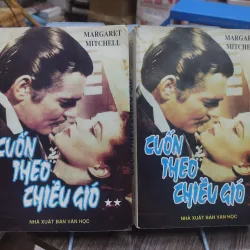 MARGARET
MITCHELL
CUỐN
THEO
CHIỀU GIÓ
**
NHÀ XUẤT BẢN VĂN HỌC
MARGARET
MITCHELL
CUỐN
THEO
CHIỀU GIÓ
NHÀ XUẤT BẢN VĂN HỌC